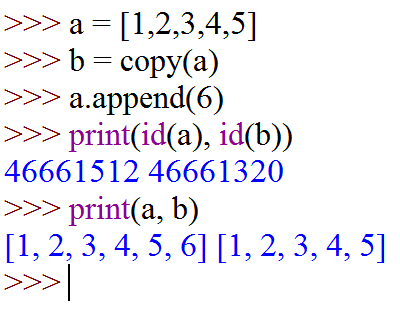 >>> a = [1,2,3,4,5]
>>> b = copy(a)
>>> a.append(6)
>>> print(id(a), id(b))
46661512 46661320
>>> print(a, b)
[1, 2, 3, 4, 5, 6] [1, 2, 3, 4, 5]
>>>